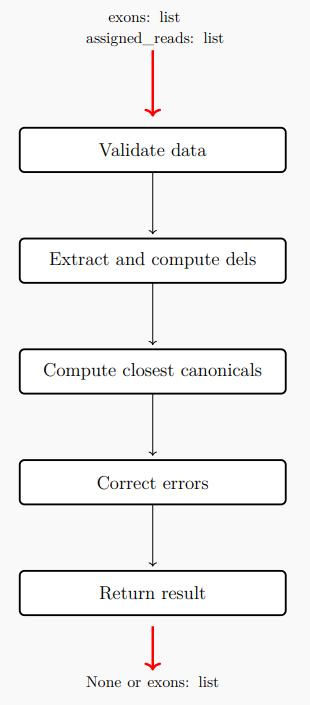 exons: list
assigned_reads: list
Validate data
Extract and compute dels
Compute closest canonicals
Correct errors
Return result
None or exons: list